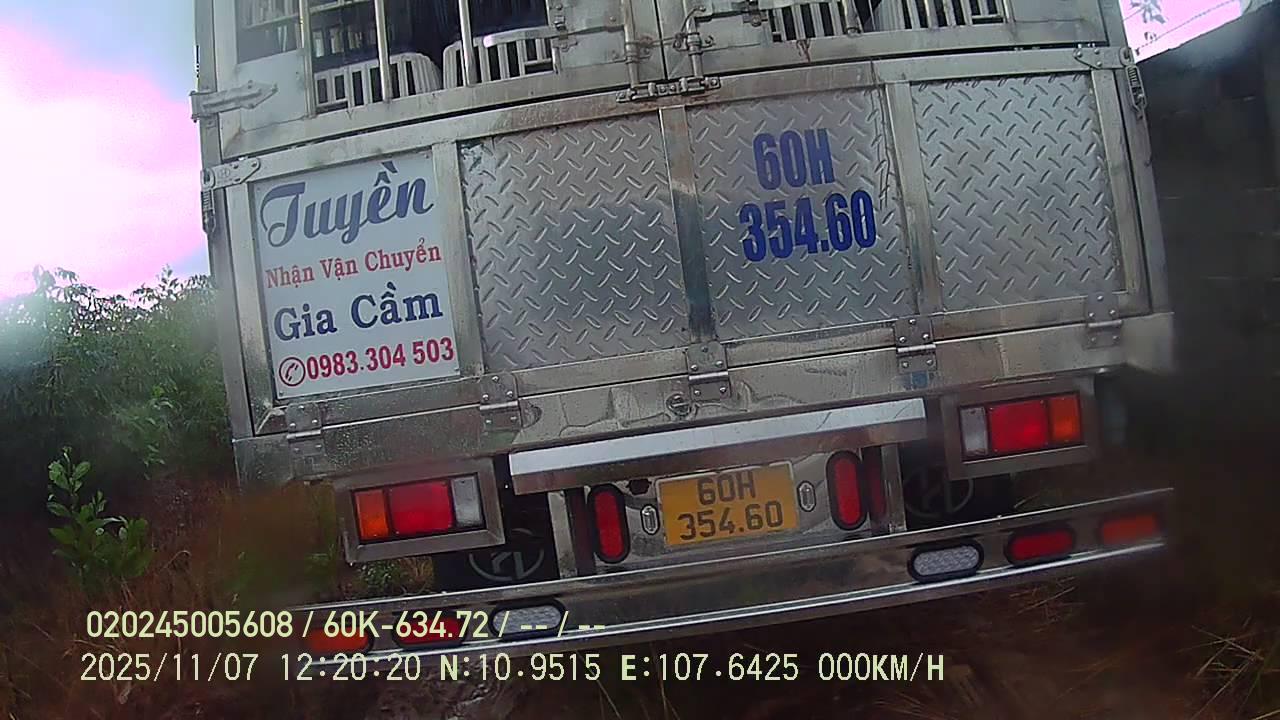 Tuyền
Nhận Vận Chuyển
Gia Cầm
0983.304 503
60H
354.60
60H
354.60
020245005608 / 60K-634.72 / -- / --
2025/11/07 12:20:20 N:10.9515 E:107.6425 000KM/H